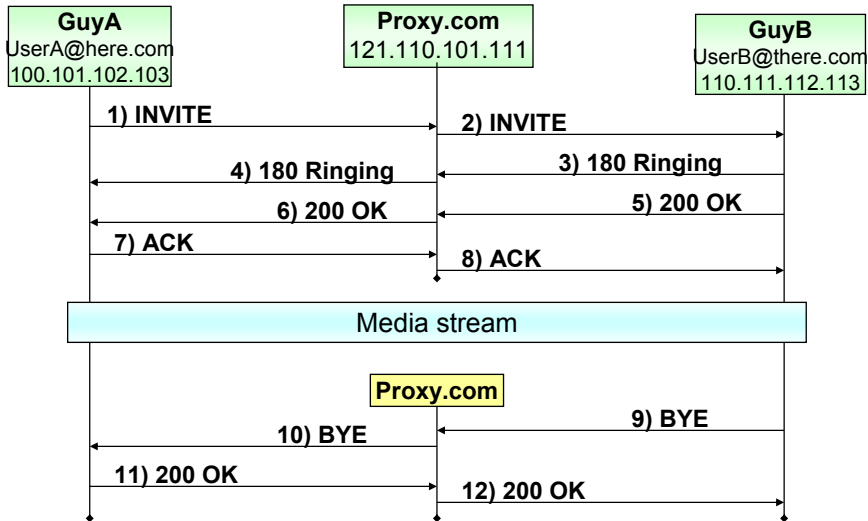 GuyA
UserA@here.com
100.101.102.103
Proxy.com
121.110.101.111
GuyB
UserB@there.com
110.111.112.113
1) INVITE
2) INVITE
3) 180 Ringing
4) 180 Ringing
5) 200 OK
6) 200 OK
7) ACK
8) ACK
Media stream
Proxy.com
9) BYE
10) BYE
11) 200 OK
12) 200 OK